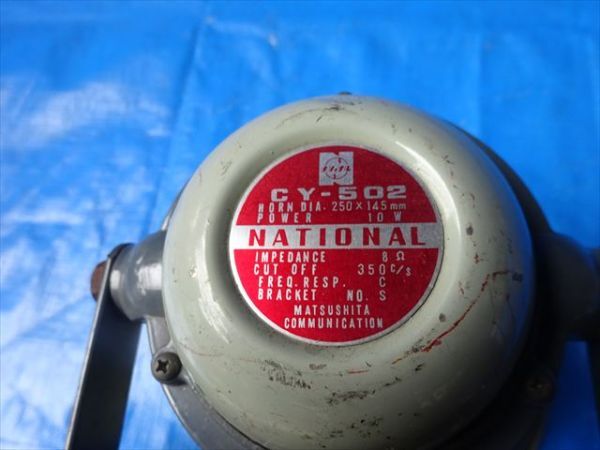 CY-502
HORN DIA. 250×145mm
POWER 10W
NATIONAL
IMPEDANCE 8Ω
CUT OFF 350C/S
FREQ. RESP. C
BRACKET NO. S
MATSUSHITA
COMMUNICATION